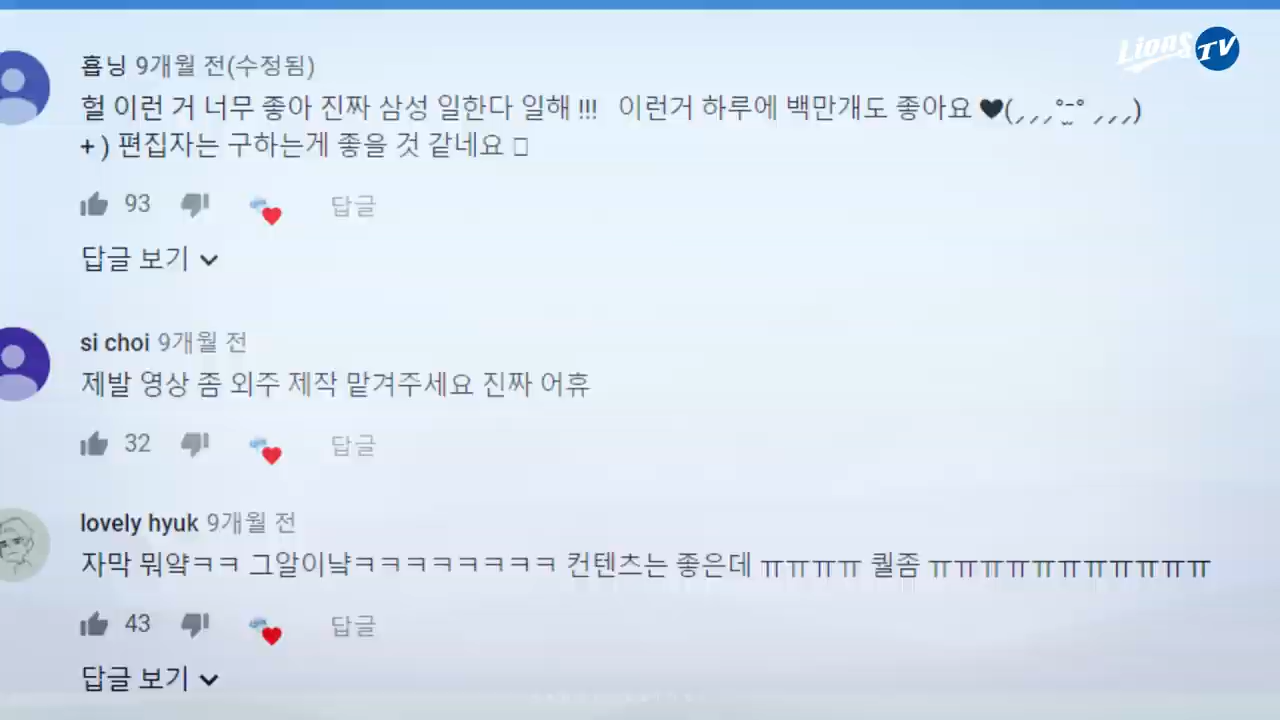 Lions TV
흡닝 9개월 전(수정됨)
헐 이런 거 너무 좋아 진짜 삼성 일한다 일해 !!! 이런거 하루에 백만개도 좋아요 ♥(⸝⸝⸝°⁻̫° ⸝⸝⸝)
+ ) 편집자는 구하는게 좋을 것 같네요 □
93 답글
답글 보기
si choi 9개월 전
제발 영상 좀 외주 제작 맡겨주세요 진짜 어휴
32 답글
lovely hyuk 9개월 전
자막 뭐얔ㅋㅋ 그알이냨ㅋㅋㅋㅋㅋㅋㅋㅋ 컨텐츠는 좋은데 ㅠㅠㅠㅠ 퀄좀 ㅠㅠㅠㅠㅠㅠㅠㅠㅠㅠㅠ
43 답글
답글 보기